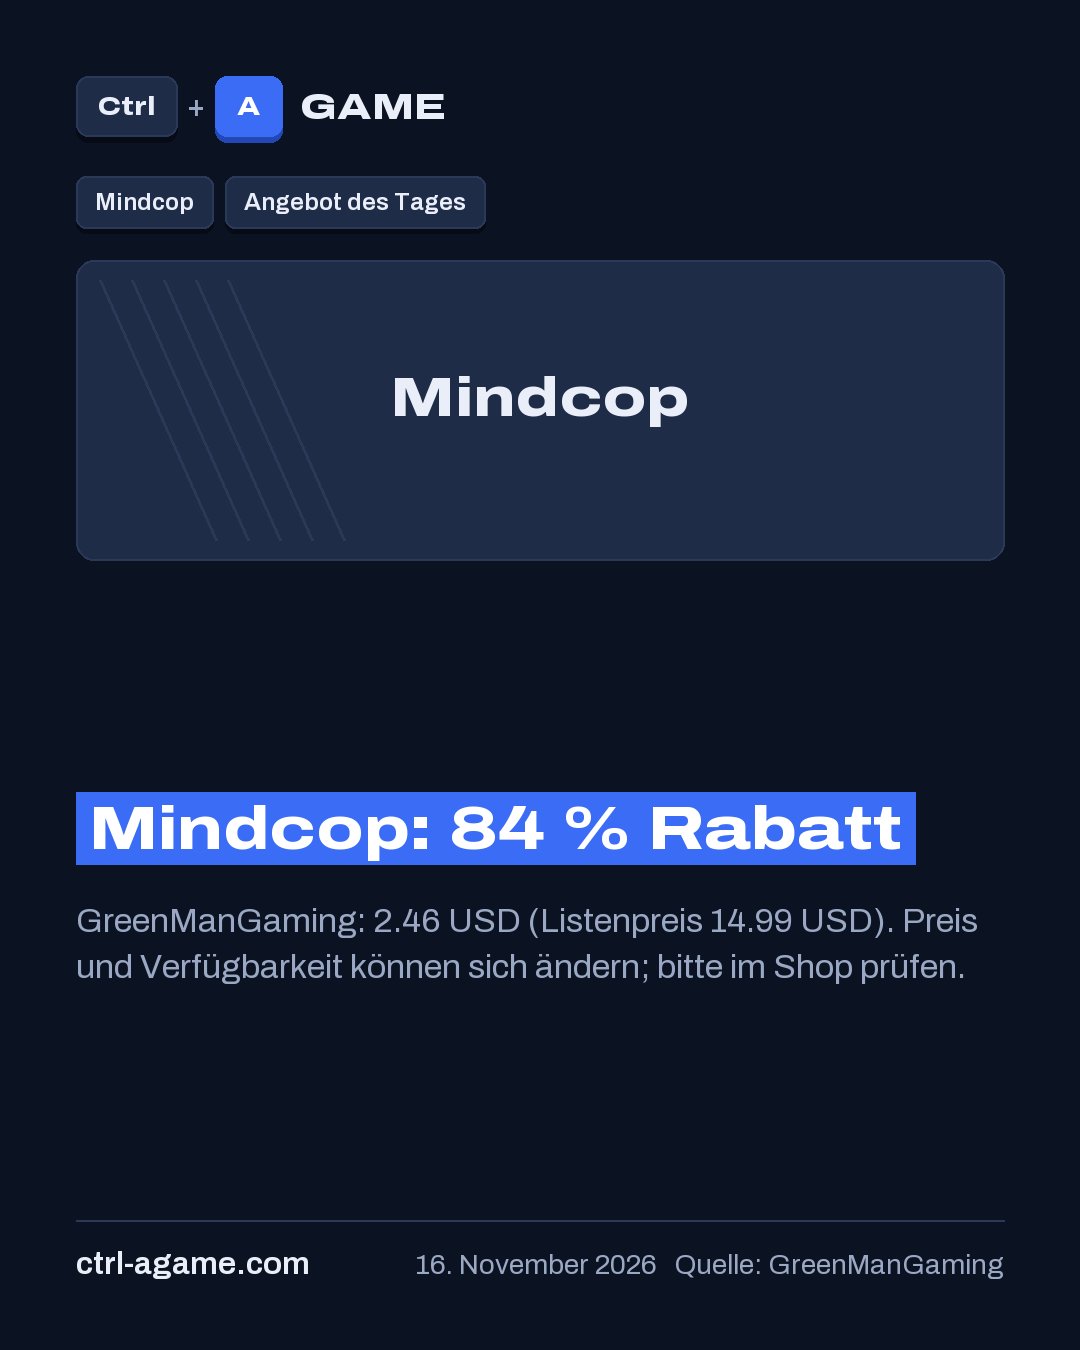 Ctrl + A GAME
Mindcop Angebot des Tages
Mindcop
Mindcop: 84 % Rabatt
GreenManGaming: 2.46 USD (Listenpreis 14.99 USD). Preis
und Verfügbarkeit können sich ändern; bitte im Shop prüfen.
ctrl-agame.com 16. November 2026 Quelle: GreenManGaming